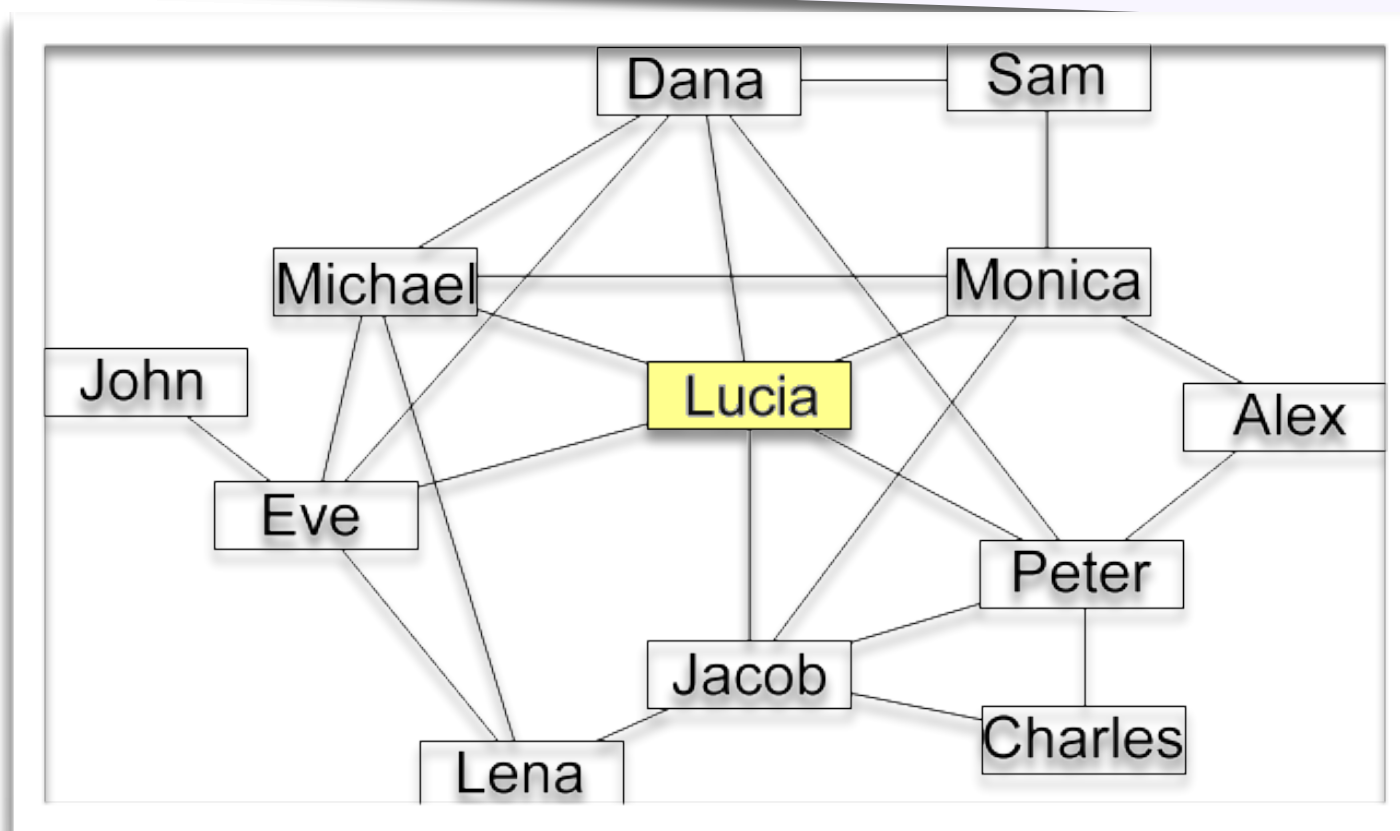 Dana
Sam
Michael
Monica
John
Lucia
Alex
Eve
Peter
Jacob
Charles
Lena